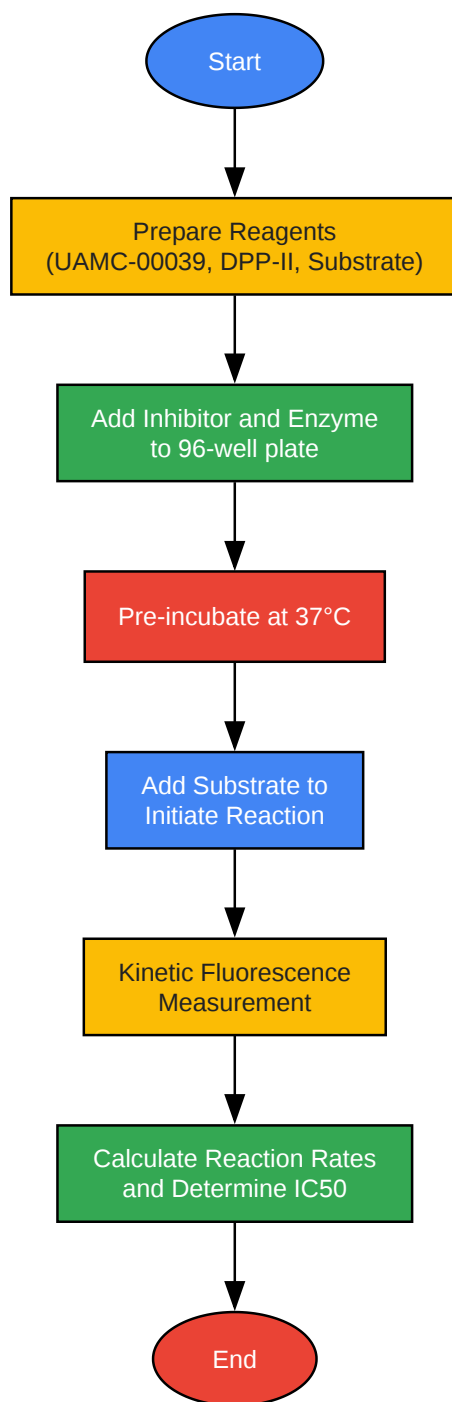 Start
Prepare Reagents
(UAMC-00039, DPP-II, Substrate)
Add Inhibitor and Enzyme
to 96-well plate
Pre-incubate at 37°C
Add Substrate to
Initiate Reaction
Kinetic Fluorescence
Measurement
Calculate Reaction Rates
and Determine IC50
End